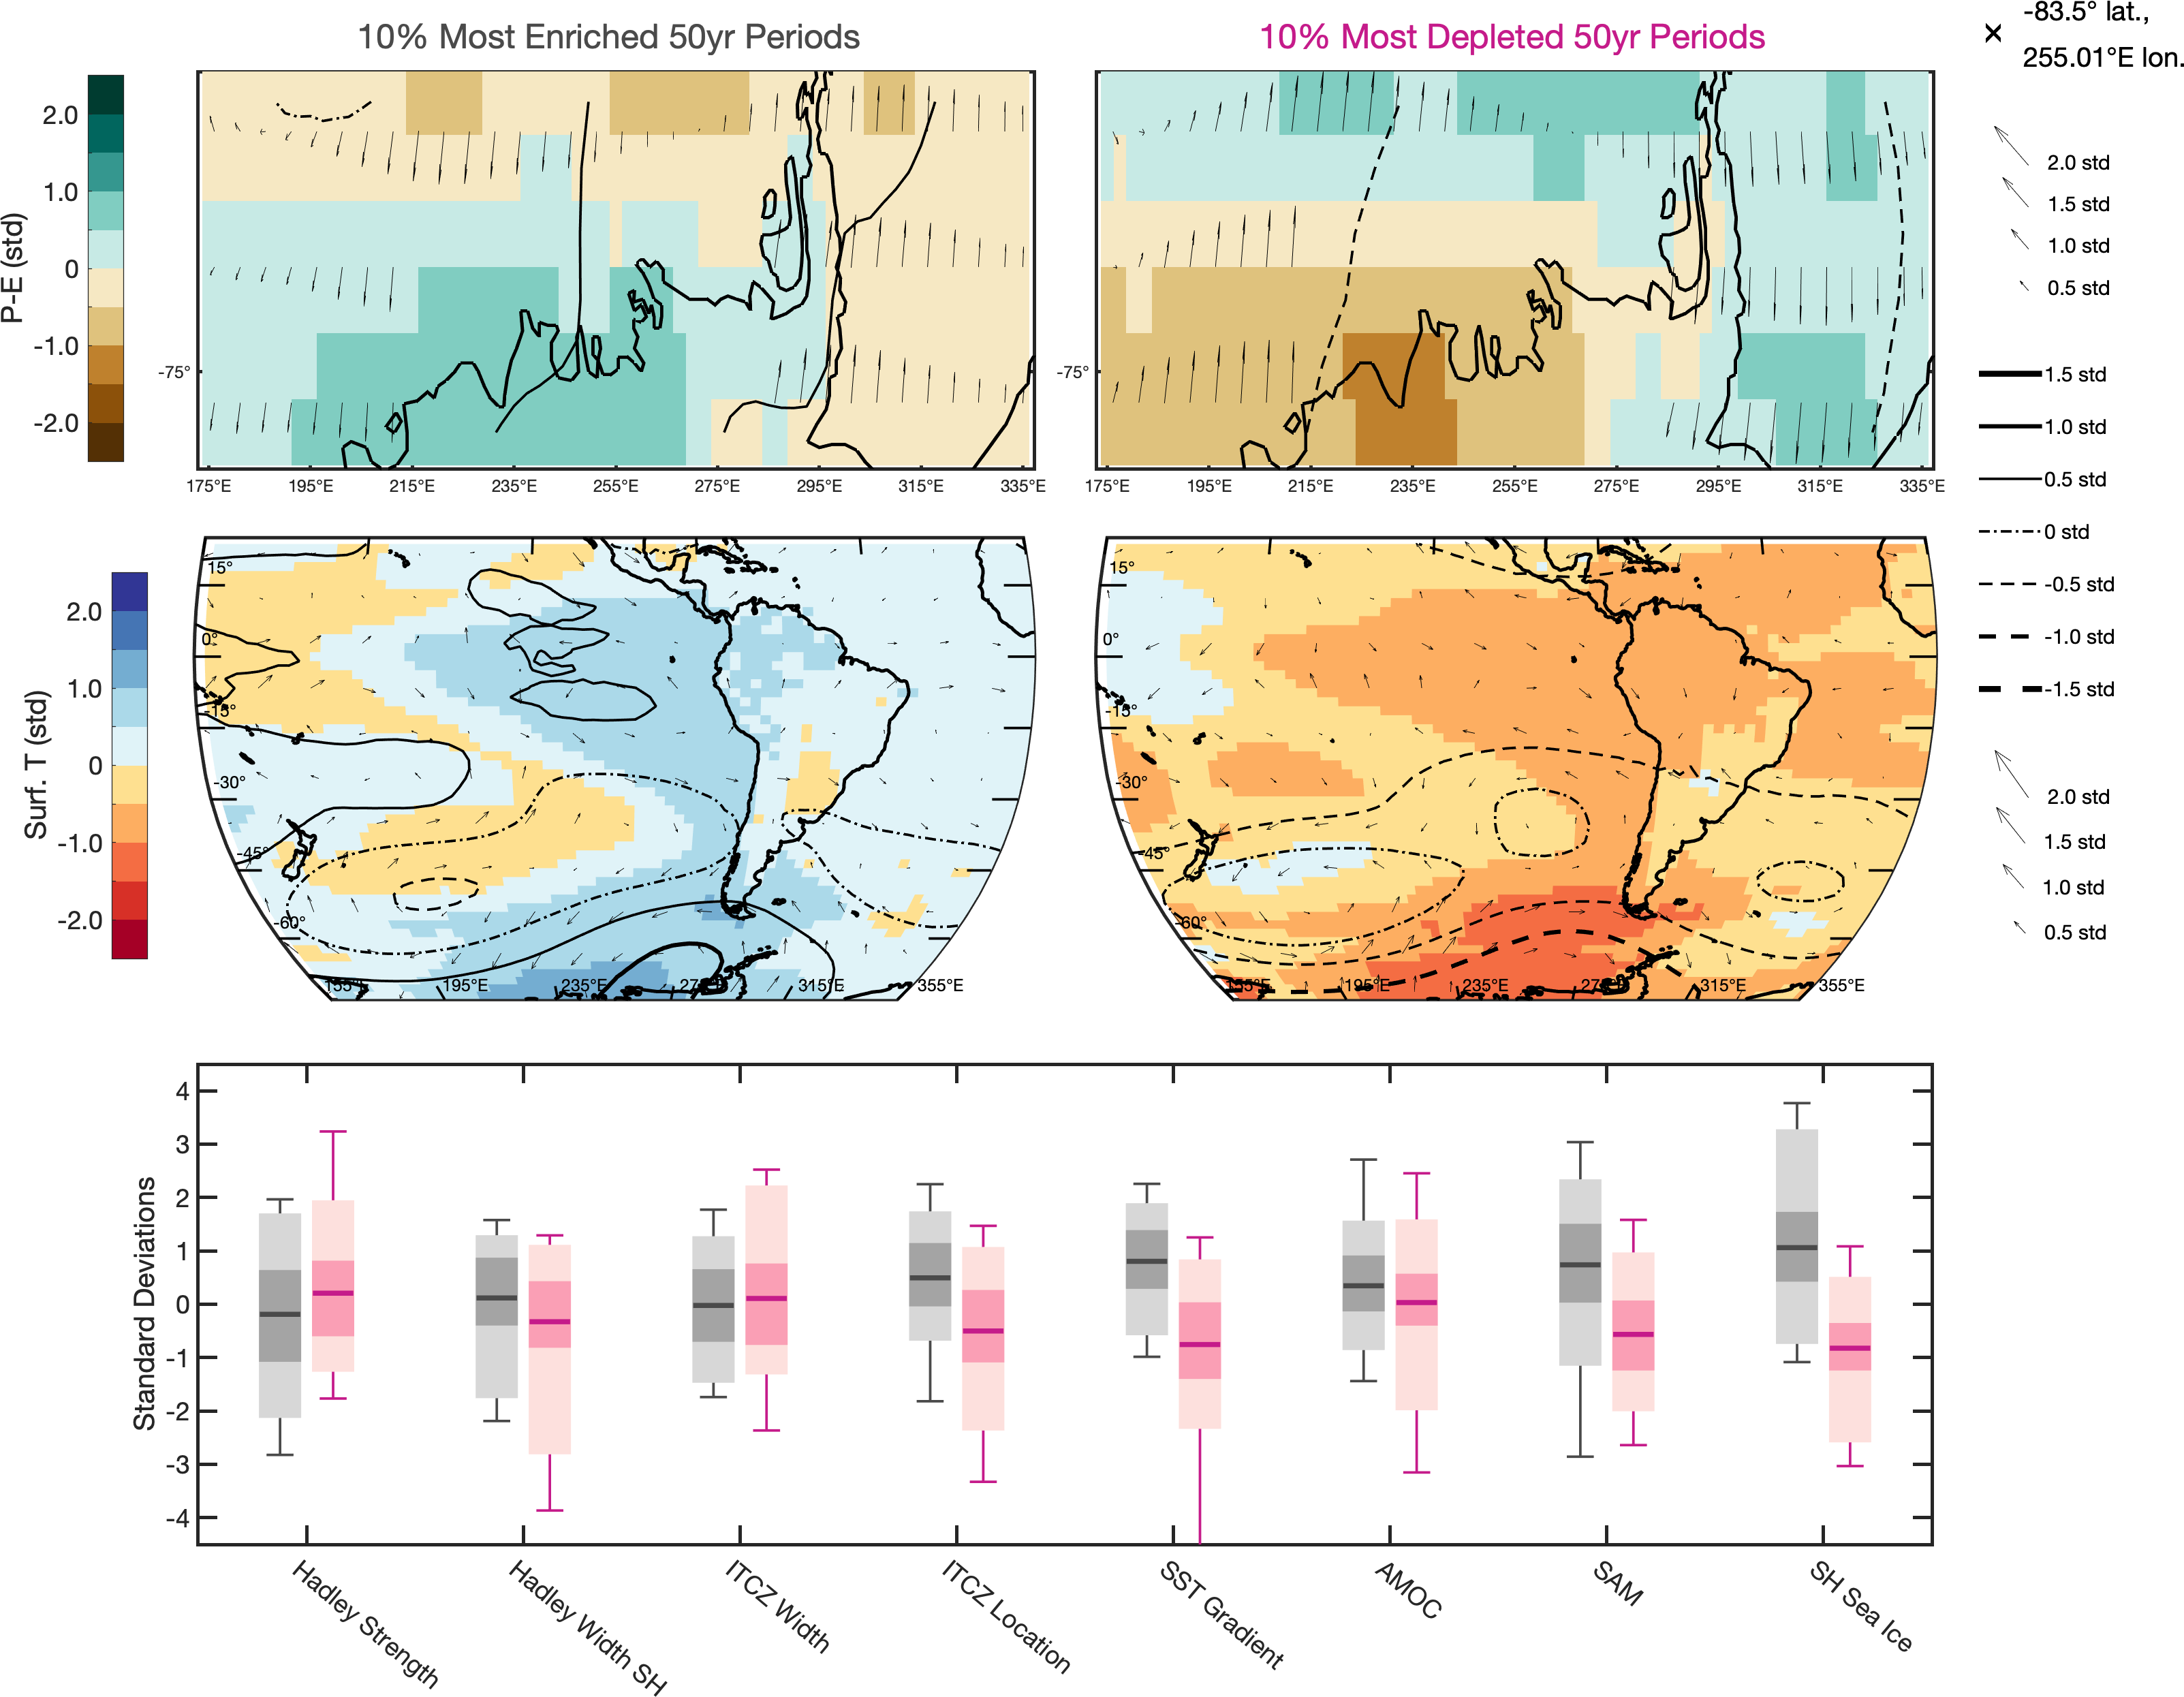 10% Most Enriched 50yr Periods
10% Most Depleted 50yr Periods
-83.5° lat.,
255.01°E lon.
P-E (std)
2.0
1.0
0
-1.0
-2.0
-75°
175°E 195°E 215°E 235°E 255°E 275°E 295°E 315°E 335°E
-75°
175°E 195°E 215°E 235°E 255°E 275°E 295°E 315°E 335°E
2.0 std
1.5 std
1.0 std
0.5 std
1.5 std
1.0 std
0.5 std
0 std
-0.5 std
-1.0 std
-1.5 std
2.0 std
1.5 std
1.0 std
0.5 std
Surf. T (std)
2.0
1.0
0
-1.0
-2.0
15°
0°
-15°
-30°
-45°
-60°
155°E 195°E 235°E 315°E 355°E
15°
0°
-15°
-30°
-45°
-60°
155°E 195°E 235°E 315°E 355°E
Standard Deviations
4
3
2
1
0
-1
-2
-3
-4
Hadley Strength
Hadley Width SH
ITCZ Width
ITCZ Location
SST Gradient
AMOC
SAM
SH Sea Ice